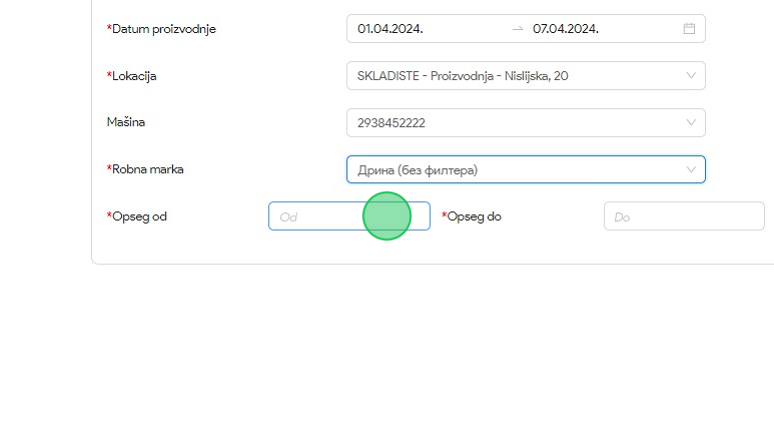 *Datum proizvodnje 01.04.2024. → 07.04.2024.
*Lokacija SKLADISTE - Proizvodnja - Nislijska, 20
Mašina 2938452222
*Robna marka Дрина (без филтера)
*Opseg od Od *Opseg do Do